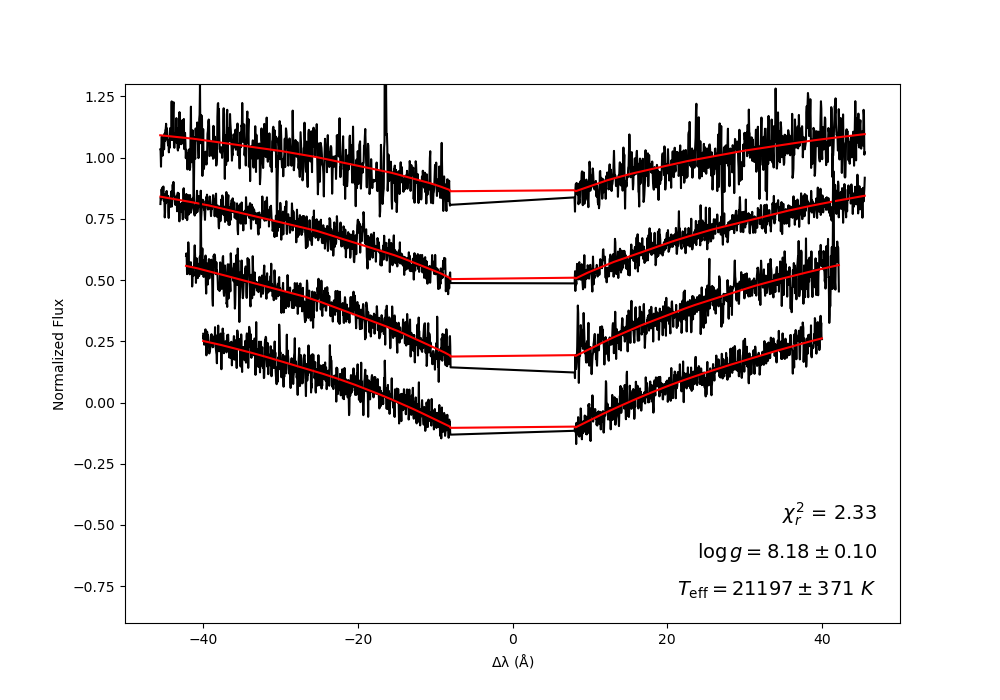 1.25
1.00
0.75
0.50
0.25
0.00
−0.25
−0.50
−0.75
Normalized Flux
−40
−20
0
20
40
Δλ (Å)
χ²ᵣ = 2.33
log g = 8.18 ± 0.10
T_eff = 21197 ± 371 K